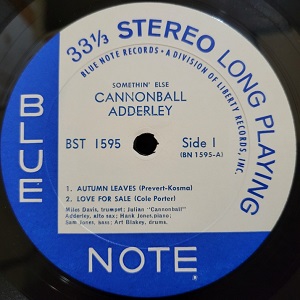 33 1/3 STEREO LONG PLAYING
BLUE NOTE RECORDS • A DIVISION OF LIBERTY RECORDS, INC.
SOMETHIN' ELSE
CANNONBALL
ADDERLEY
BST 1595 Side 1
(BN 1595-A)
1. AUTUMN LEAVES (Prevert-Kosma)
2. LOVE FOR SALE (Cole Porter)
Miles Davis, trumpet; Julian "Cannonball"
Adderley, alto sax; Hank Jones, piano;
Sam Jones, bass; Art Blakey, drums.
BLUE
NOTE